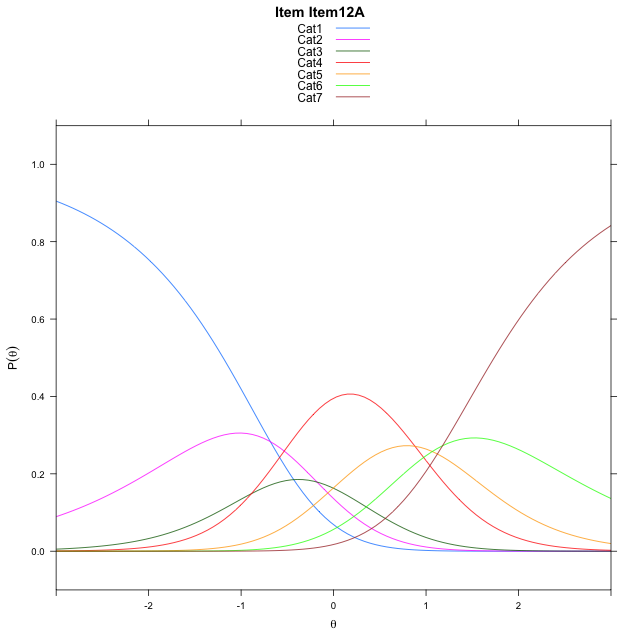 Item Item12A
Cat1
Cat2
Cat3
Cat4
Cat5
Cat6
Cat7
1.0
0.8
0.6
0.4
0.2
0.0
P(θ)
-2 -1 0 1 2
θ